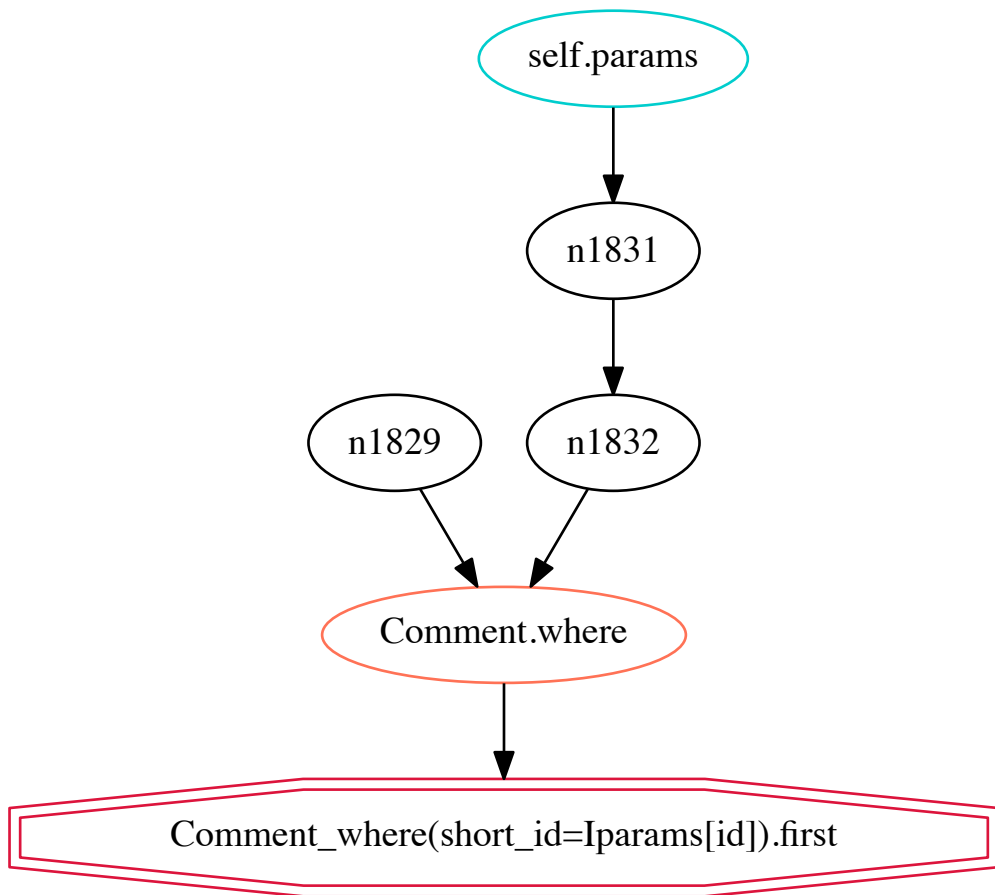 self.params
n1831
n1829
n1832
Comment.where
Comment_where(short_id=Iparams[id]).first